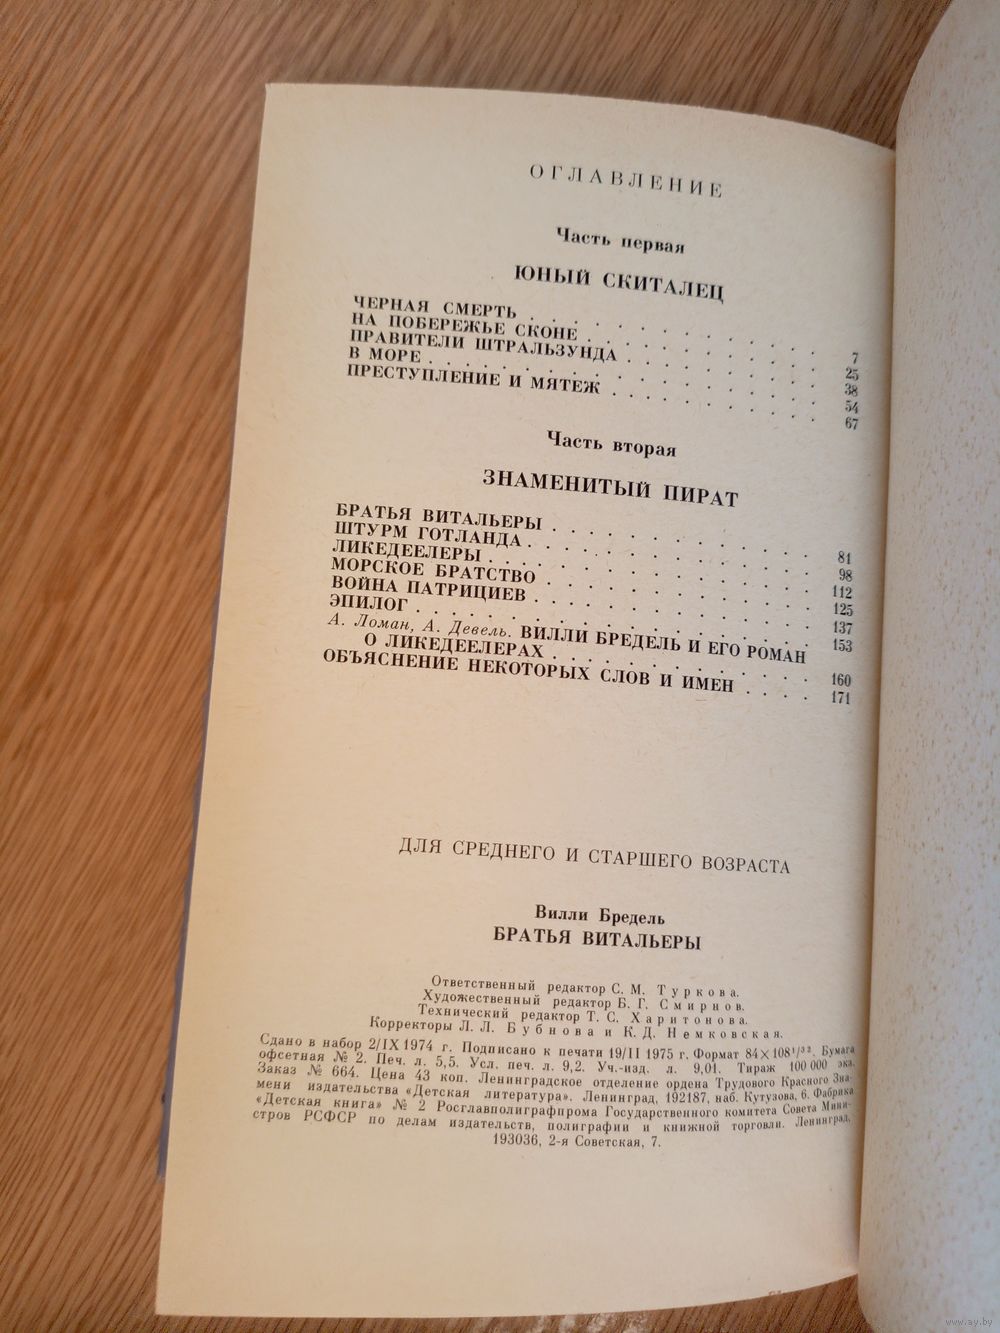 ОГЛАВЛЕНИЕ
Часть первая
ЮНЫЙ СКИТАЛЕЦ
ЧЕРНАЯ СМЕРТЬ . . . . . . . . . . 7
НА ПОБЕРЕЖЬЕ СКОНЕ . . . . . . . . . 25
ПРАВИТЕЛИ ШТРАЛЬЗУНДА . . . . . . . . 38
В МОРЕ . . . . . . . . . . . . . 54
ПРЕСТУПЛЕНИЕ И МЯТЕЖ . . . . . . . . 67
Часть вторая
ЗНАМЕНИТЫЙ ПИРАТ
БРАТЬЯ ВИТАЛЬЕРЫ . . . . . . . . . . 81
ШТУРМ ГОТЛАНДА . . . . . . . . . . . 98
ЛИКЕДЕЕЛЕРЫ . . . . . . . . . . . . 112
МОРСКОЕ БРАТСТВО . . . . . . . . . . 125
ВОЙНА ПАТРИЦИЕВ . . . . . . . . . . 137
ЭПИЛОГ . . . . . . . . . . . . . . 153
А. Ломан, А. Девель. ВИЛЛИ БРЕДЕЛЬ И ЕГО РОМАН
О ЛИКЕДЕЕЛЕРАХ . . . . . . . . . . 160
ОБЪЯСНЕНИЕ НЕКОТОРЫХ СЛОВ И ИМЕН . . . . 171
ДЛЯ СРЕДНЕГО И СТАРШЕГО ВОЗРАСТА
Вилли Бредель
БРАТЬЯ ВИТАЛЬЕРЫ
Ответственный редактор С. М. Туркова.
Художественный редактор Б. Г. Смирнов.
Технический редактор Т. С. Харитонова.
Корректоры Л. Л. Бубнова и К. Д. Немковская.
Сдано в набор 2/IX 1974 г. Подписано к печати 19/II 1975 г. Формат 84×108¹/³². Бумага
офсетная № 2. Печ. л. 5,5. Усл. печ. л. 9,2. Уч.-изд. л. 9,01. Тираж 100 000 экз.
Заказ № 664. Цена 43 коп. Ленинградское отделение ордена Трудового Красного Зна-
мени издательства «Детская литература». Ленинград, 192187, наб. Кутузова, 6. Фабрика
«Детская книга» № 2 Росглавполиграфпрома Государственного комитета Совета Мини-
стров РСФСР по делам издательств, полиграфии и книжной торговли. Ленинград,
193036, 2-я Советская, 7.
www.ay.by